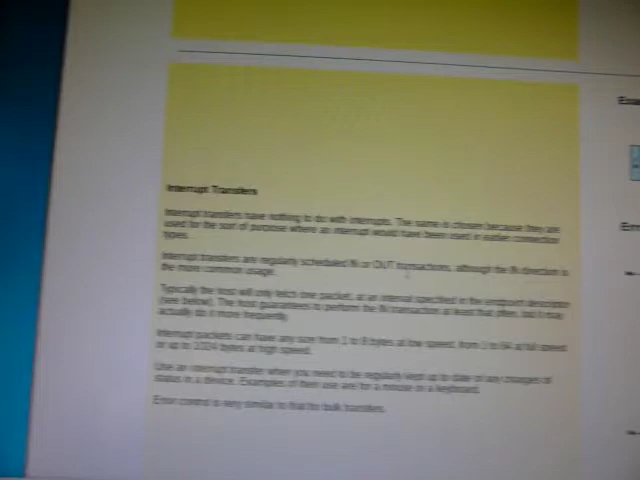 Interrupt Transfers
Interrupt transfers have nothing to do with interrupts. The name is chosen because they are
used for the sort of purpose where an interrupt would have been used in earlier connection
types.
Interrupt transfers are regularly scheduled IN or OUT transactions, although the IN direction is
the more common usage.
Typically the host will only fetch one packet, at an interval specified in the endpoint descriptor
(see below). The host guarantees to perform the IN transaction at least that often, but it may
actually do it more frequently.
Interrupt packets can have any size from 1 to 8 bytes at low speed, from 1 to 64 at full speed
or up to 1024 bytes at high speed.
Use an interrupt transfer when you need to be regularly kept up to date of any changes of
status in a device. Examples of their use are for a mouse or a keyboard.
Error control is very similar to that for bulk transfers.